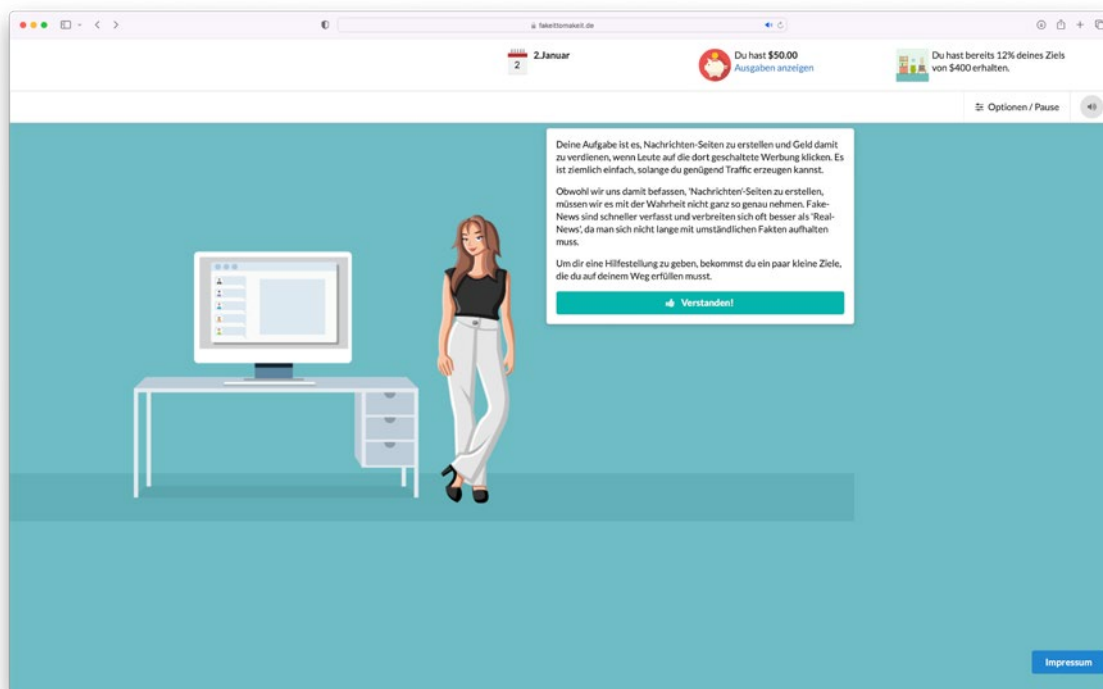 fakeittomakeit.de
2
2.Januar
Du hast $50.00
Ausgaben anzeigen
Du hast bereits 12% deines Ziels
von $400 erhalten.
Optionen / Pause
Deine Aufgabe ist es, Nachrichten-Seiten zu erstellen und Geld damit
zu verdienen, wenn Leute auf die dort geschaltete Werbung klicken. Es
ist ziemlich einfach, solange du genügend Traffic erzeugen kannst.
Obwohl wir uns damit befassen, 'Nachrichten'-Seiten zu erstellen,
müssen wir es mit der Wahrheit nicht ganz so genau nehmen. Fake-
News sind schneller verfasst und verbreiten sich oft besser als 'Real-
News', da man sich nicht lange mit umständlichen Fakten aufhalten
muss.
Um dir eine Hilfestellung zu geben, bekommst du ein paar kleine Ziele,
die du auf deinem Weg erfüllen musst.
Verstanden!
Impressum